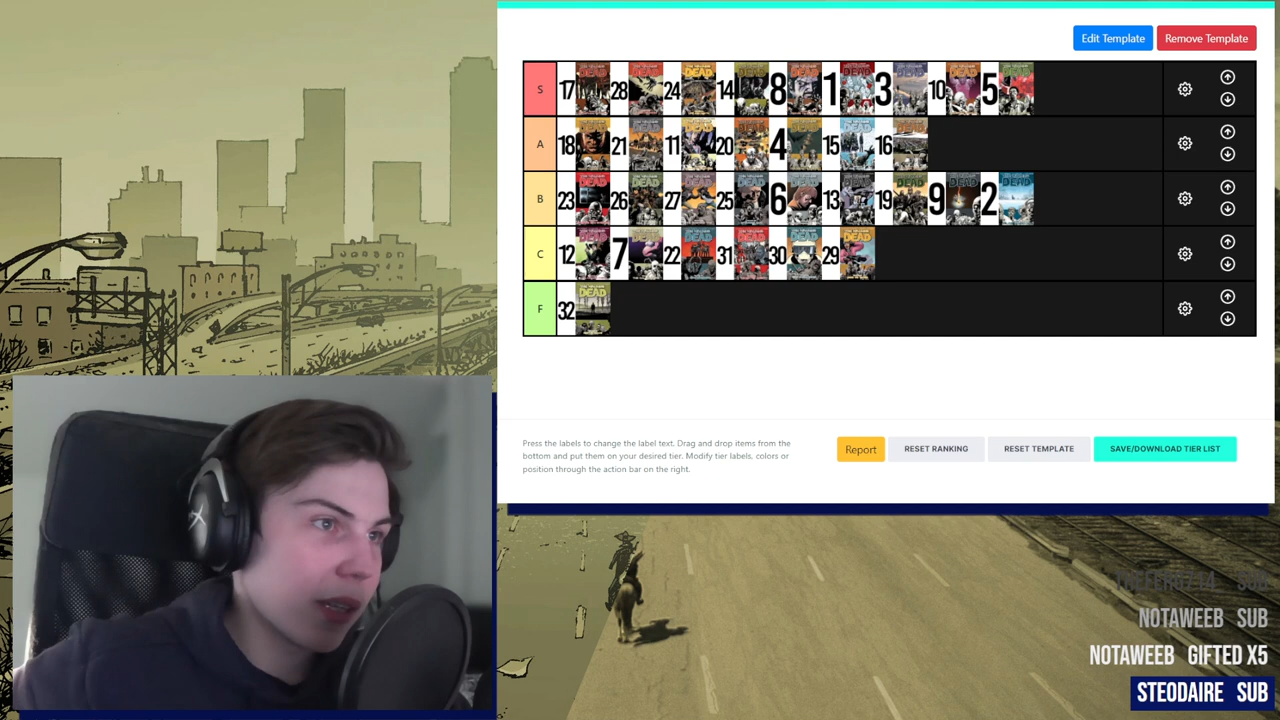 Edit Template Remove Template
S 17 28 24 14 8 1 3 10 5
A 18 21 11 20 4 15 16
B 23 26 27 25 6 13 19 9 2
C 12 7 22 31 30 29
F 32
Press the labels to change the label text. Drag and drop items from the
bottom and put them on your desired tier. Modify tier labels, colors or
position through the action bar on the right.
Report RESET RANKING RESET TEMPLATE SAVE/DOWNLOAD TIER LIST
SUB
NOTAWEEB SUB
NOTAWEEB GIFTED X5
STEODAIRE SUB